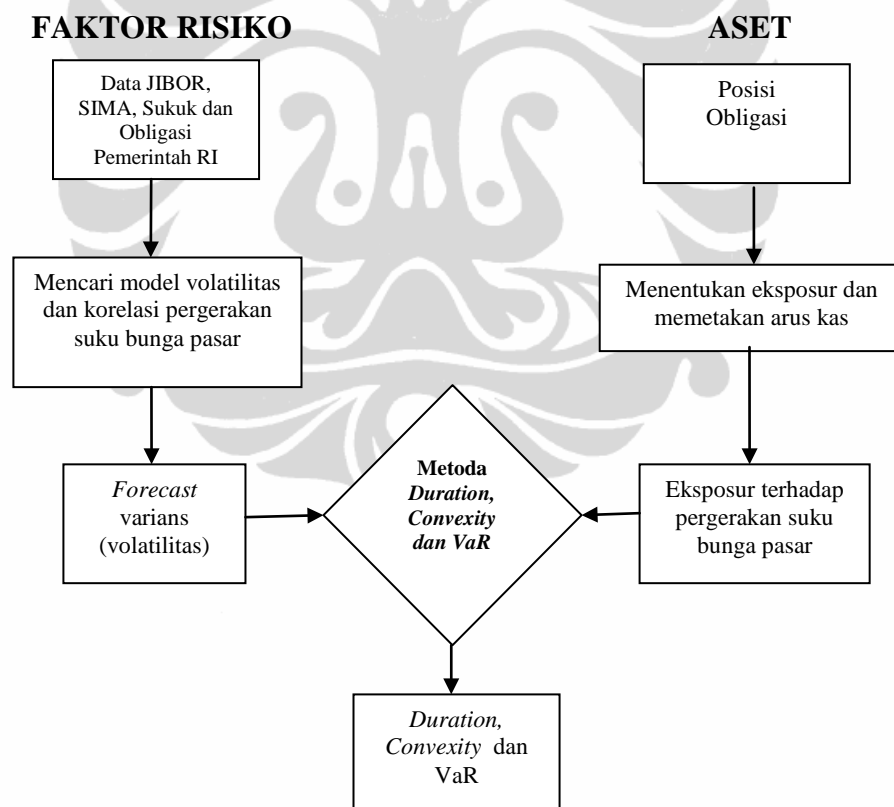 FAKTOR RISIKO
Data JIBOR,
SIMA, Sukuk dan
Obligasi
Pemerintah RI
Mencari model volatilitas
dan korelasi pergerakan
suku bunga pasar
Forecast
varians
(volatilitas)
ASET
Posisi
Obligasi
Menentukan eksposur dan
memetakan arus kas
Eksposur terhadap
pergerakan suku
bunga pasar
Metoda
Duration,
Convexity
dan VaR
Duration,
Convexity dan
VaR